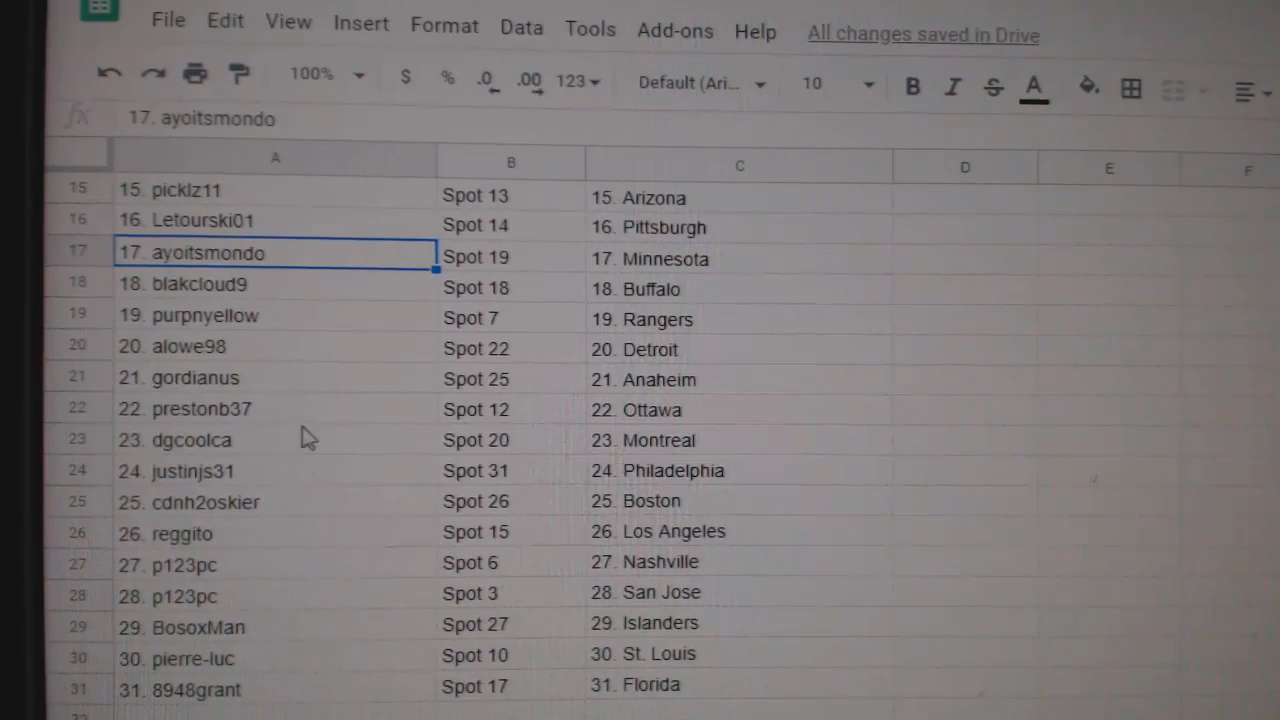 File Edit View Insert Format Data Tools Add-ons Help All changes saved in Drive
100% $ % .0 .00 123 Default (Ari... 10 B I S A
fx 17. ayoitsmondo
A B C D E F
15 15. picklz11 Spot 13 15. Arizona
16 16. Letourski01 Spot 14 16. Pittsburgh
17 17. ayoitsmondo Spot 19 17. Minnesota
18 18. blakcloud9 Spot 18 18. Buffalo
19 19. purpnyellow Spot 7 19. Rangers
20 20. alowe98 Spot 22 20. Detroit
21 21. gordianus Spot 25 21. Anaheim
22 22. prestonb37 Spot 12 22. Ottawa
23 23. dgcoolca Spot 20 23. Montreal
24 24. justinjs31 Spot 31 24. Philadelphia
25 25. cdnh2oskier Spot 26 25. Boston
26 26. reggito Spot 15 26. Los Angeles
27 27. p123pc Spot 6 27. Nashville
28 28. p123pc Spot 3 28. San Jose
29 29. BosoxMan Spot 27 29. Islanders
30 30. pierre-luc Spot 10 30. St. Louis
31 31. 8948grant Spot 17 31. Florida